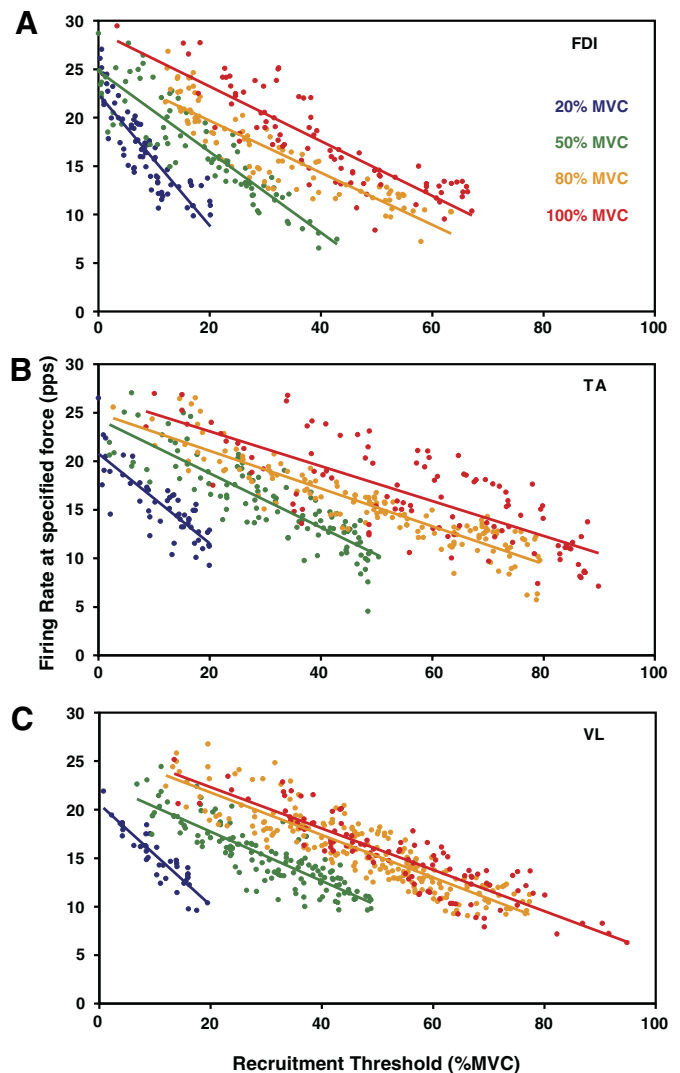 A
30
25
20
15
10
5
0
0 20 40 60 80 100
FDI
20% MVC
50% MVC
80% MVC
100% MVC
B
30
25
20
15
10
5
0
0 20 40 60 80 100
TA
Firing Rate at specified force (pps)
C
30
25
20
15
10
5
0
0 20 40 60 80 100
VL
Recruitment Threshold (%MVC)